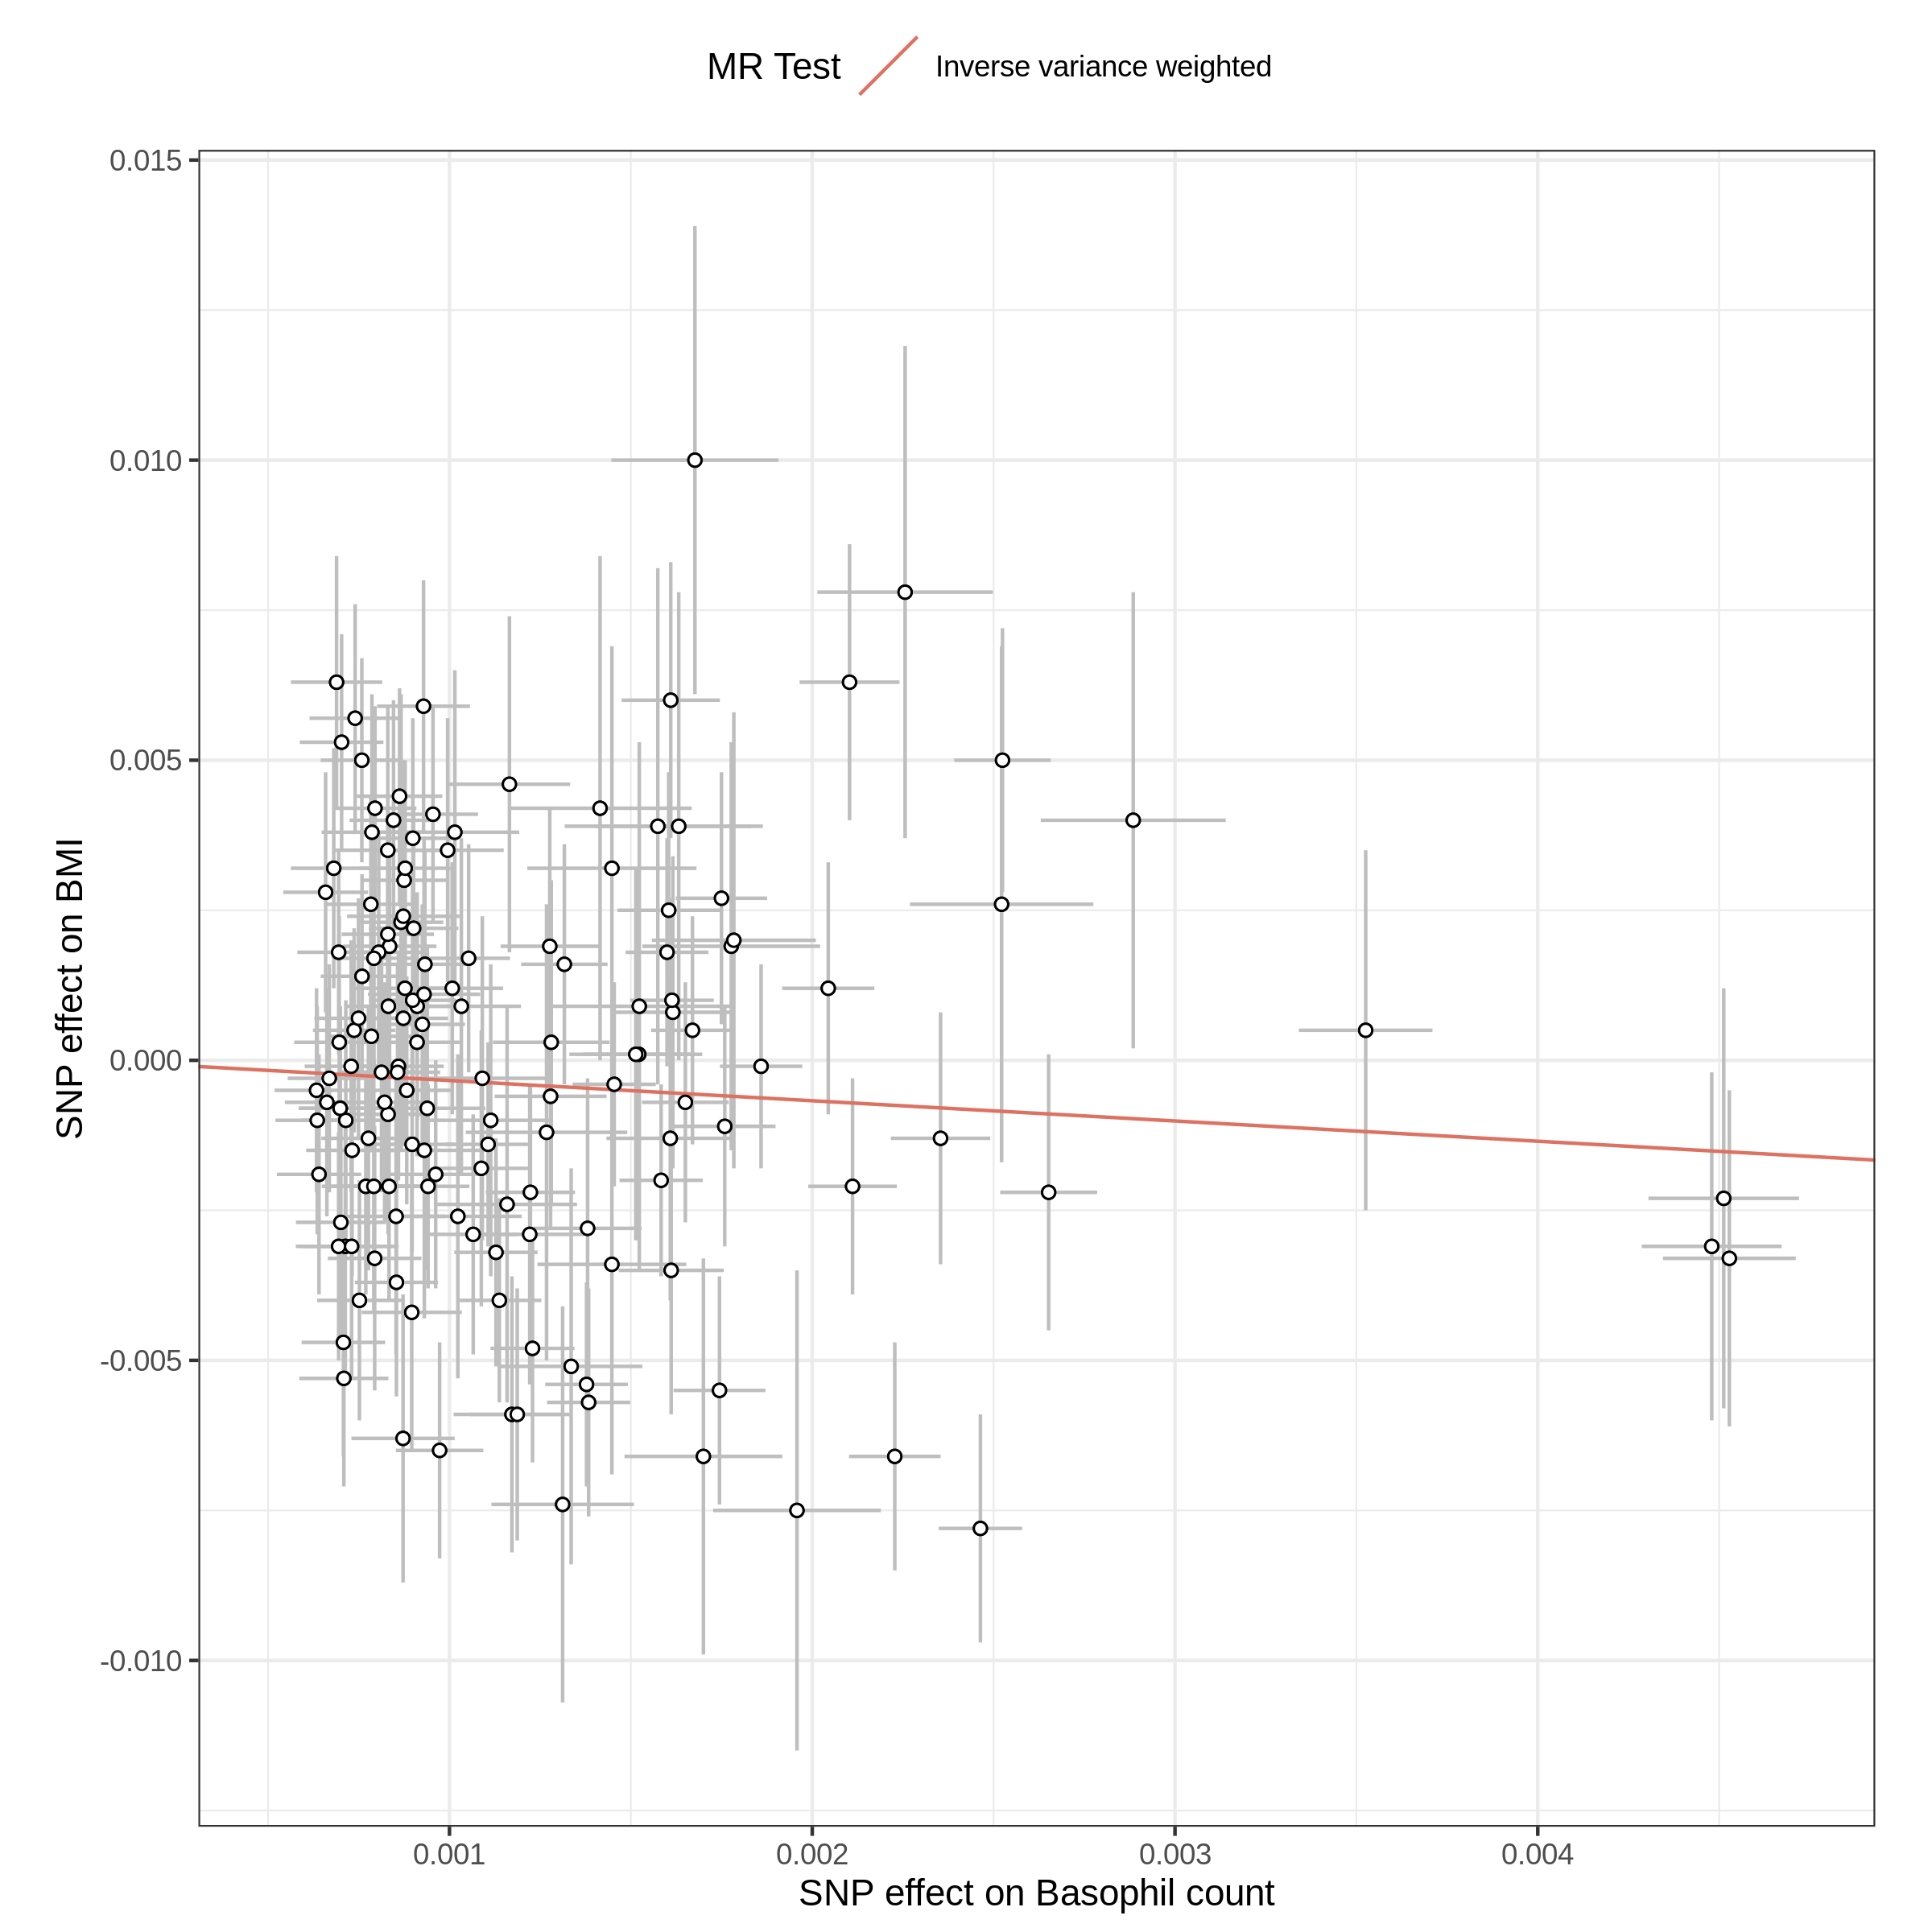 MR Test
Inverse variance weighted
SNP effect on BMI
0.015
0.010
0.005
0.000
-0.005
-0.010
0.001
0.002
0.003
0.004
SNP effect on Basophil count